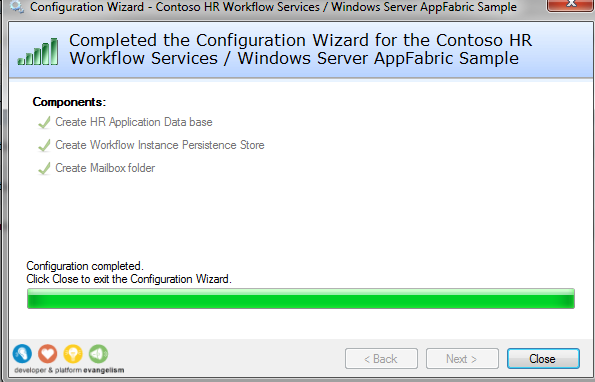 Configuration Wizard - Contoso HR Workflow Services / Windows Server AppFabric Sample
Completed the Configuration Wizard for the Contoso HR
Workflow Services / Windows Server AppFabric Sample
Components:
Create HR Application Data base
Create Workflow Instance Persistence Store
Create Mailbox folder
Configuration completed.
Click Close to exit the Configuration Wizard.
developer & platform evangelism
< Back
Next >
Close